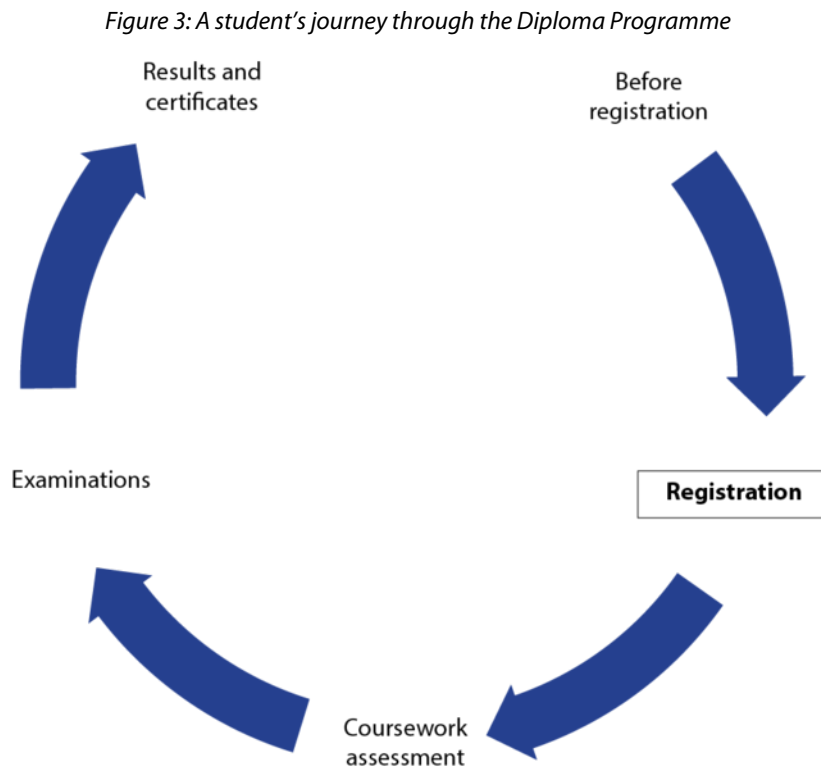 Figure 3: A student’s journey through the Diploma Programme
Results and
certificates
Before
registration
Examinations
Registration
Coursework
assessment